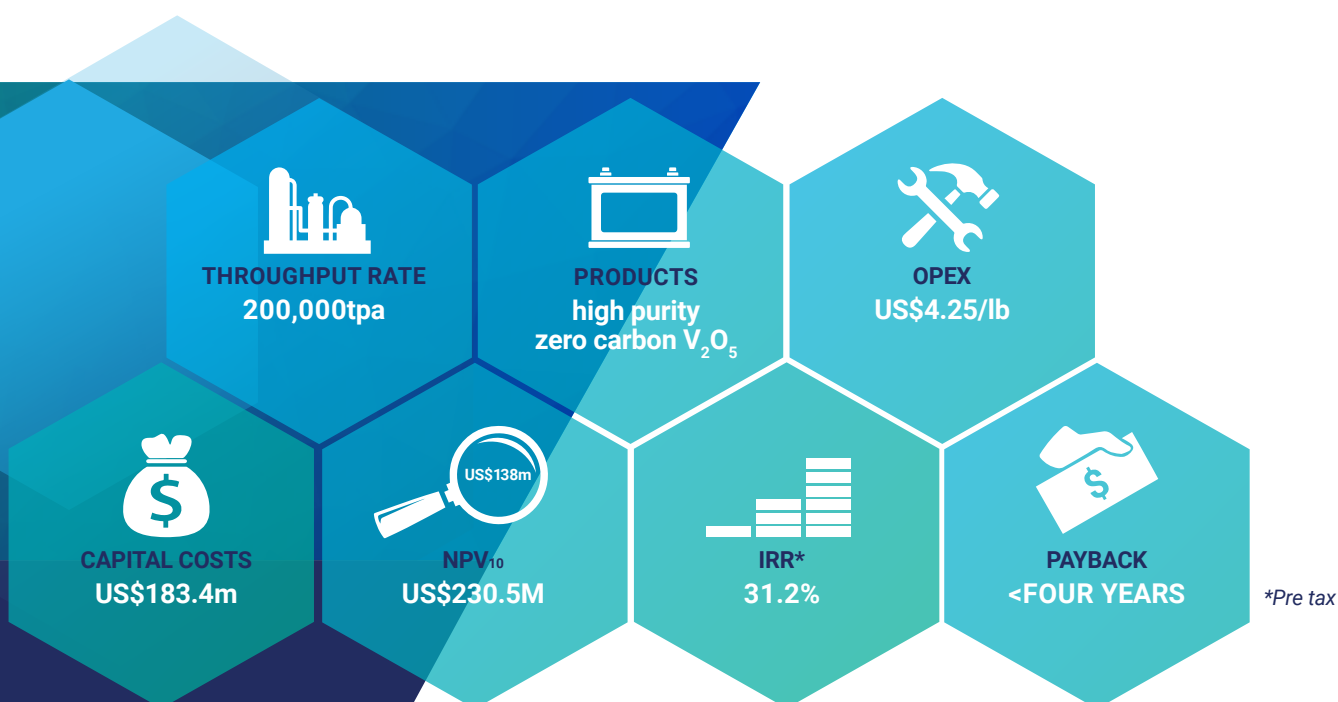 THROUGHPUT RATE
200,000tpa
PRODUCTS
high purity
zero carbon V₂O₅
OPEX
US$4.25/lb
$
CAPITAL COSTS
US$183.4m
US$138m
NPV₁₀
US$230.5M
IRR*
31.2%
$
PAYBACK
<FOUR YEARS
*Pre tax